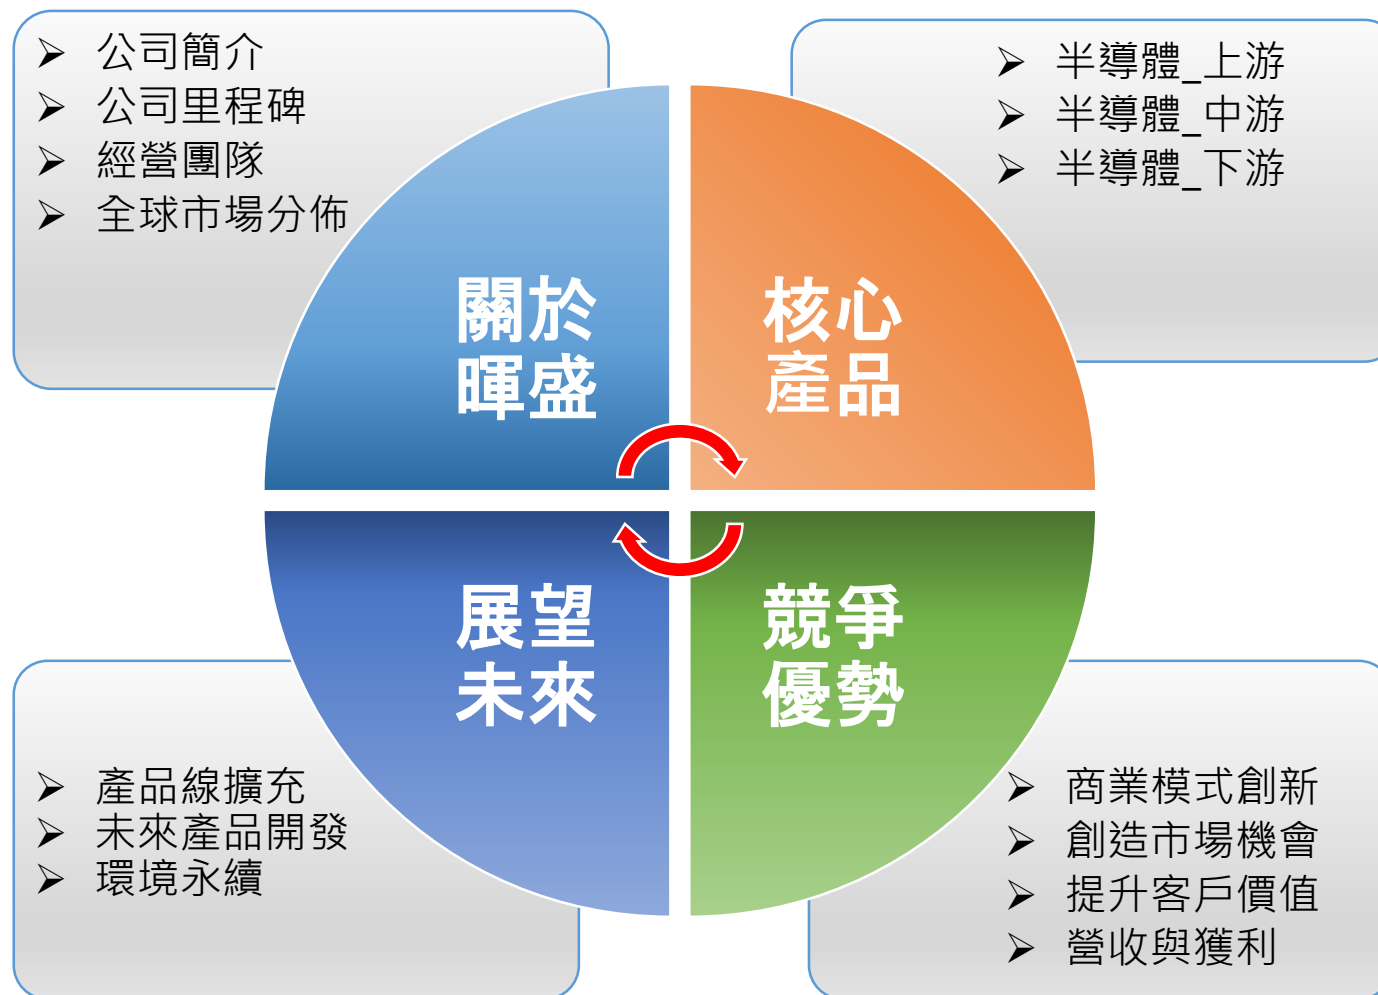 公司簡介
公司里程碑
經營團隊
全球市場分佈
半導體_上游
半導體_中游
半導體_下游
關於
暉盛
核心
產品
展望
未來
競爭
優勢
產品線擴充
未來產品開發
環境永續
商業模式創新
創造市場機會
提升客戶價值
營收與獲利